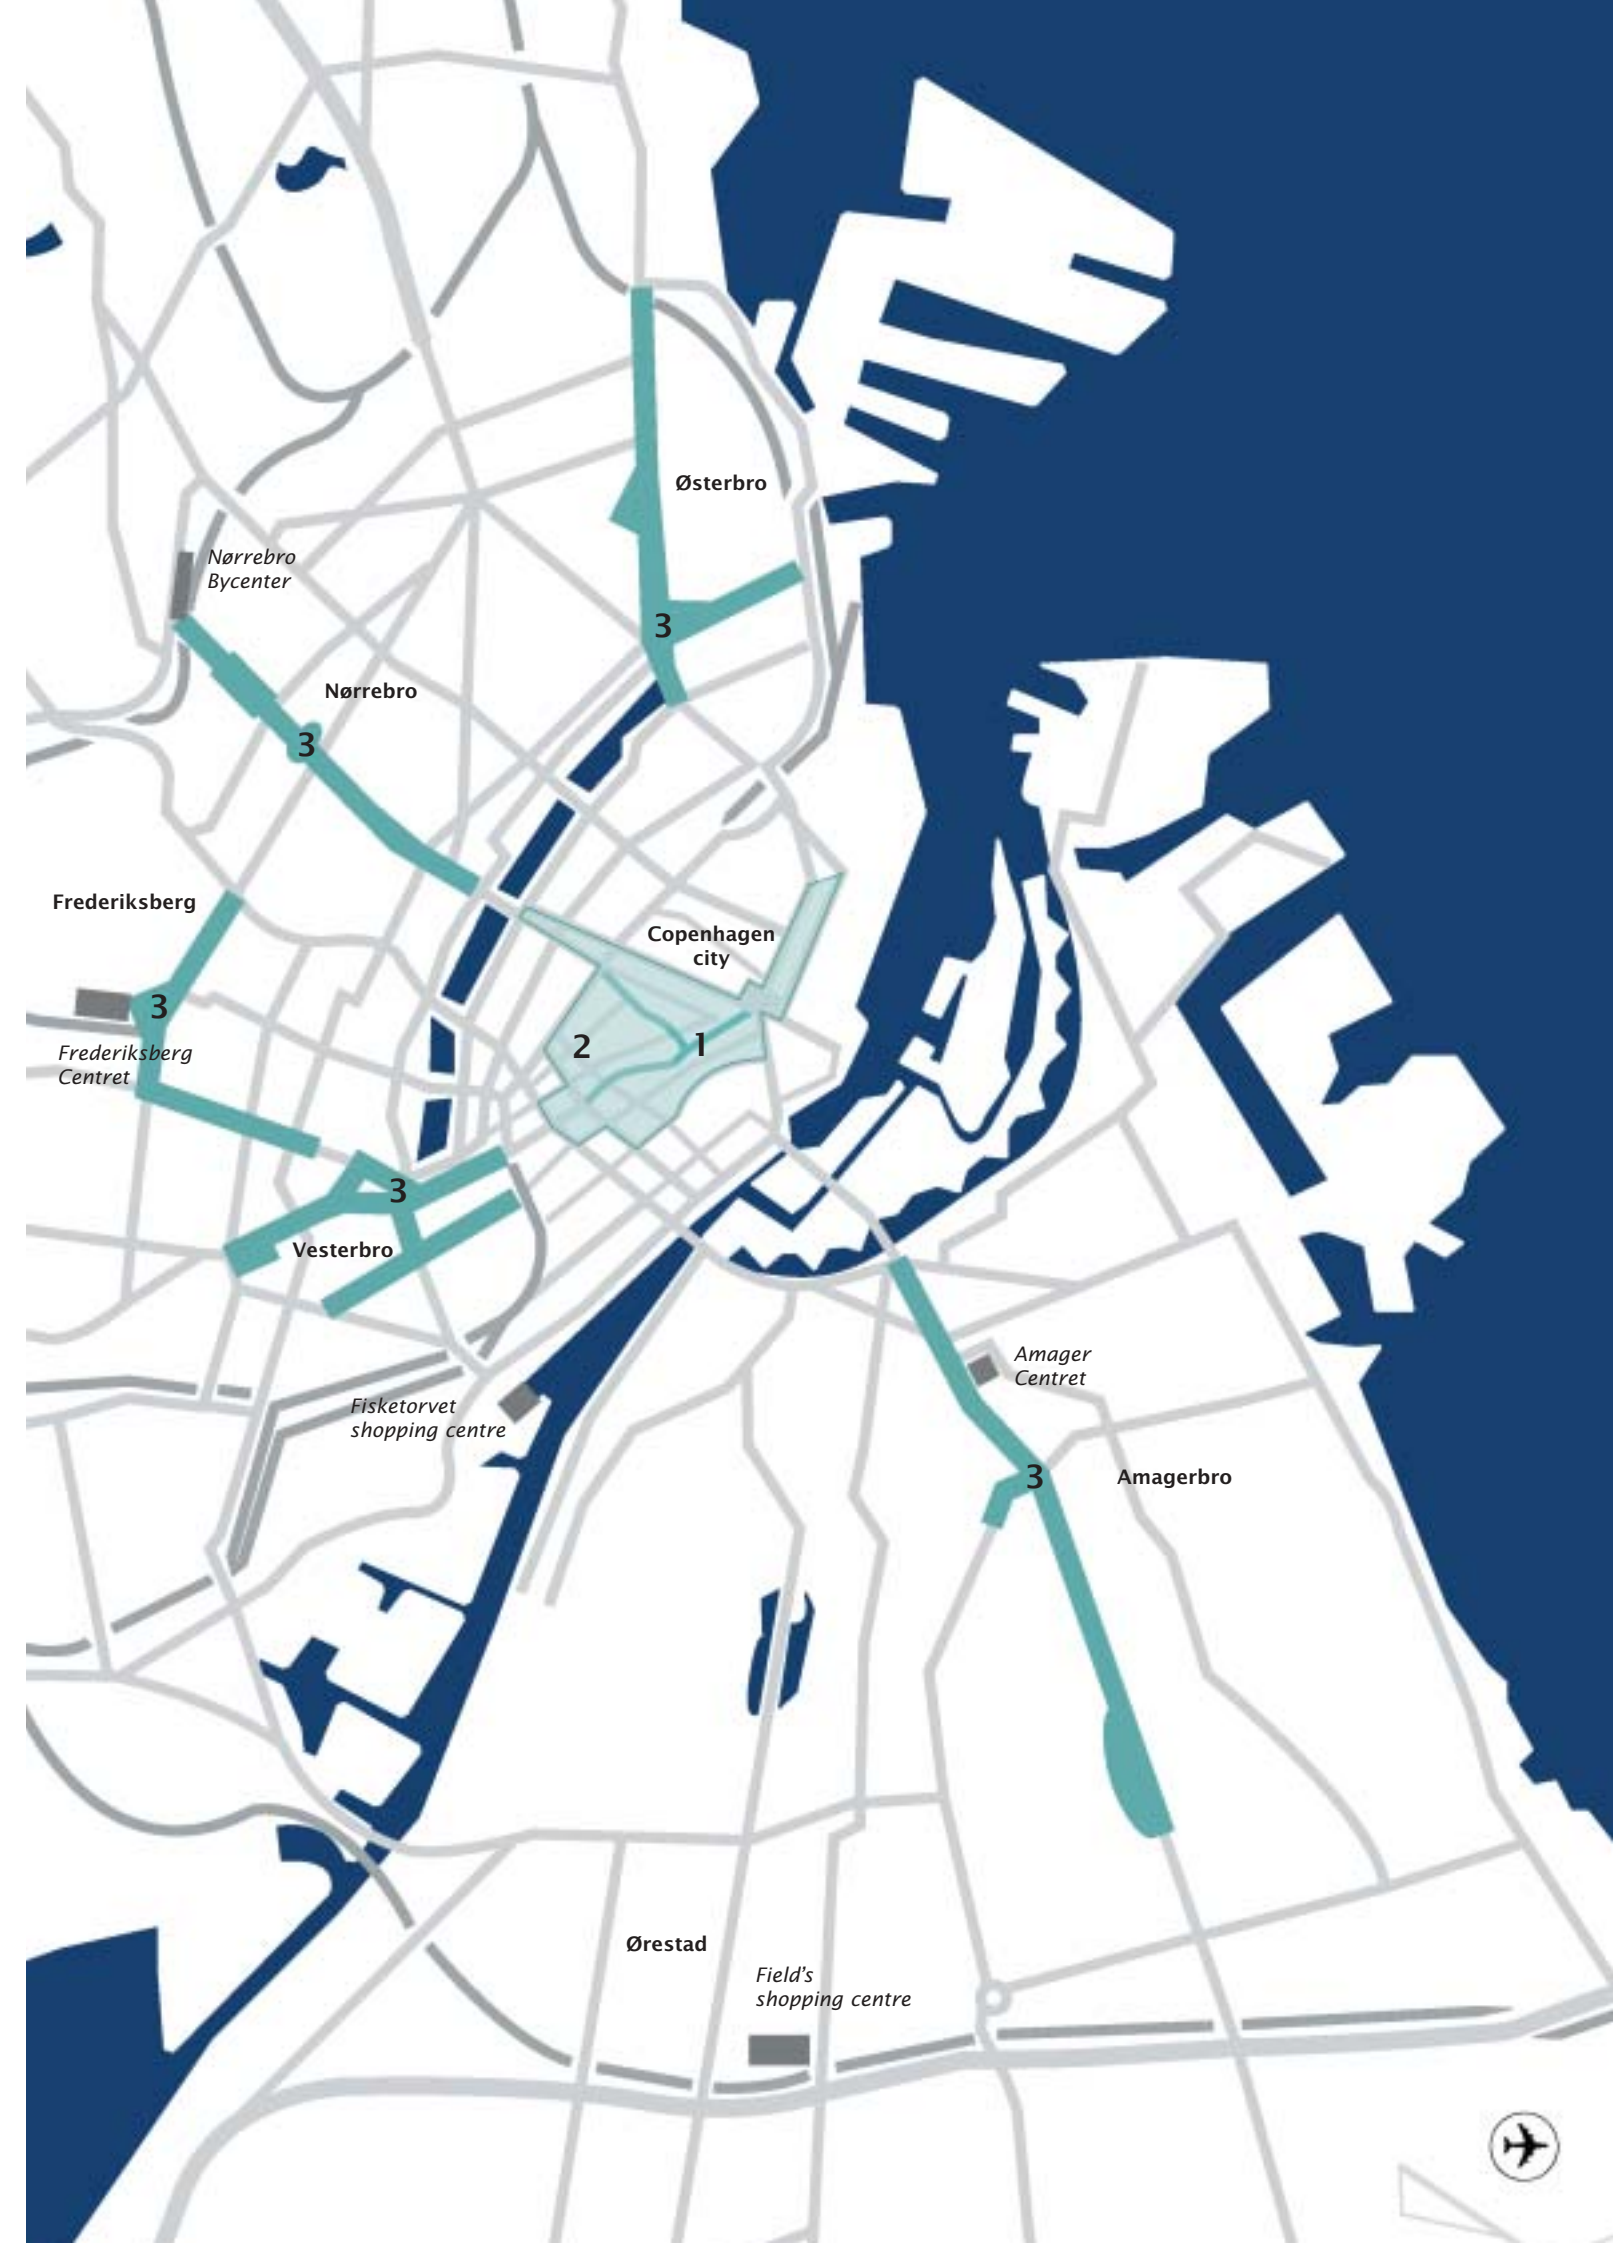 Østerbro
Nørrebro
Bycenter
3
Nørrebro
3
Frederiksberg
Copenhagen
city
3
2
1
Frederiksberg
Centret
3
Vesterbro
Amager
Centret
Fisketorvet
shopping centre
3
Amagerbro
Ørestad
Field’s
shopping centre